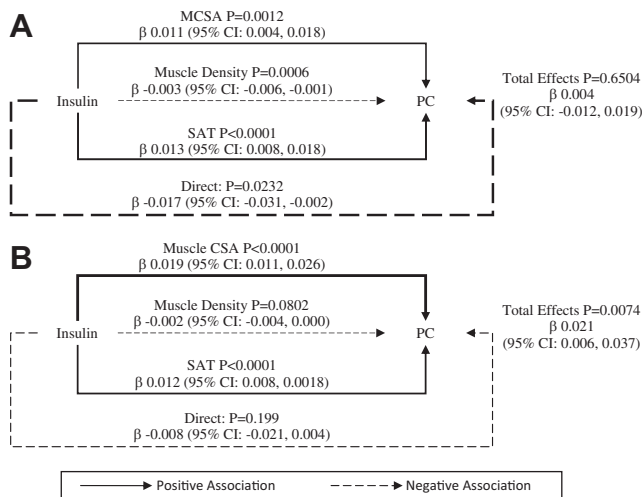 A
MCSA P=0.0012
β 0.011 (95% CI: 0.004, 0.018)
Muscle Density P=0.0006
β -0.003 (95% CI: -0.006, -0.001)
Insulin
PC
Total Effects P=0.6504
β 0.004
(95% CI: -0.012, 0.019)
SAT P<0.0001
β 0.013 (95% CI: 0.008, 0.018)
Direct: P=0.0232
β -0.017 (95% CI: -0.031, -0.002)
B
Muscle CSA P<0.0001
β 0.019 (95% CI: 0.011, 0.026)
Muscle Density P=0.0802
β -0.002 (95% CI: -0.004, 0.000)
Insulin
PC
Total Effects P=0.0074
β 0.021
(95% CI: 0.006, 0.037)
SAT P<0.0001
β 0.012 (95% CI: 0.008, 0.0018)
Direct: P=0.199
β -0.008 (95% CI: -0.021, 0.004)
Positive Association
Negative Association